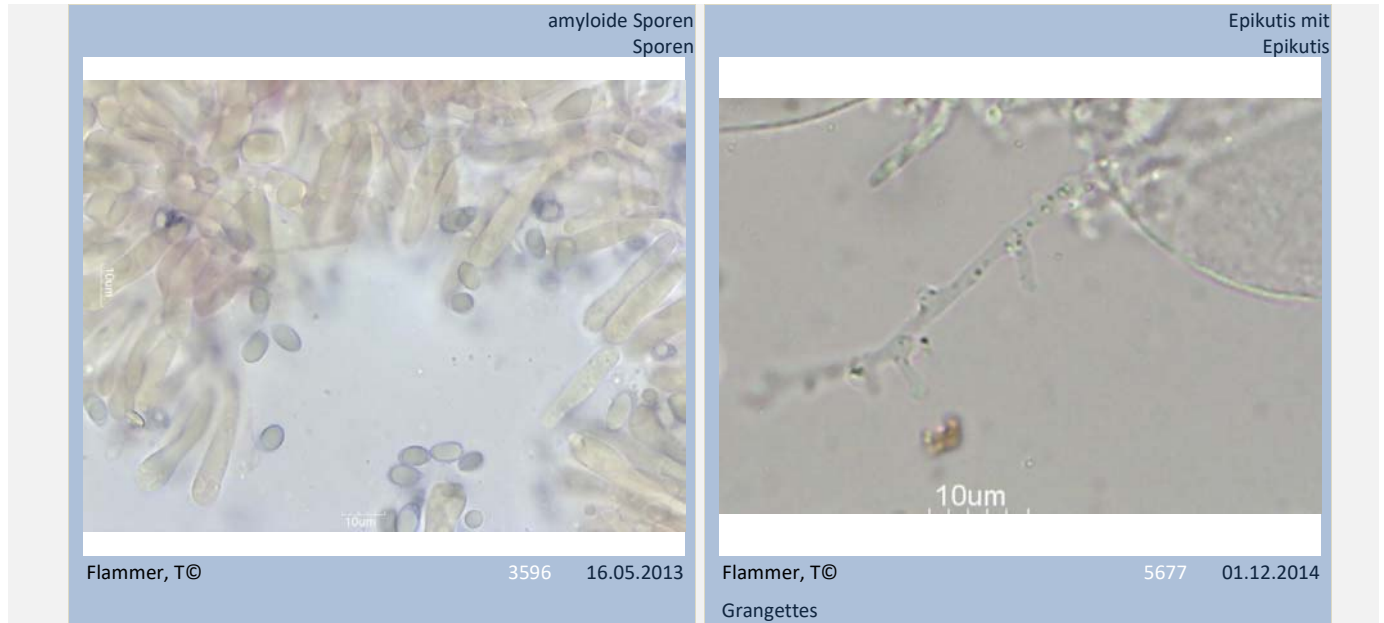 amyloide Sporen
Sporen
10um
10um
Flammer, T© 3596 16.05.2013
Epikutis mit
Epikutis
10um
Flammer, T© 5677 01.12.2014
Grangettes